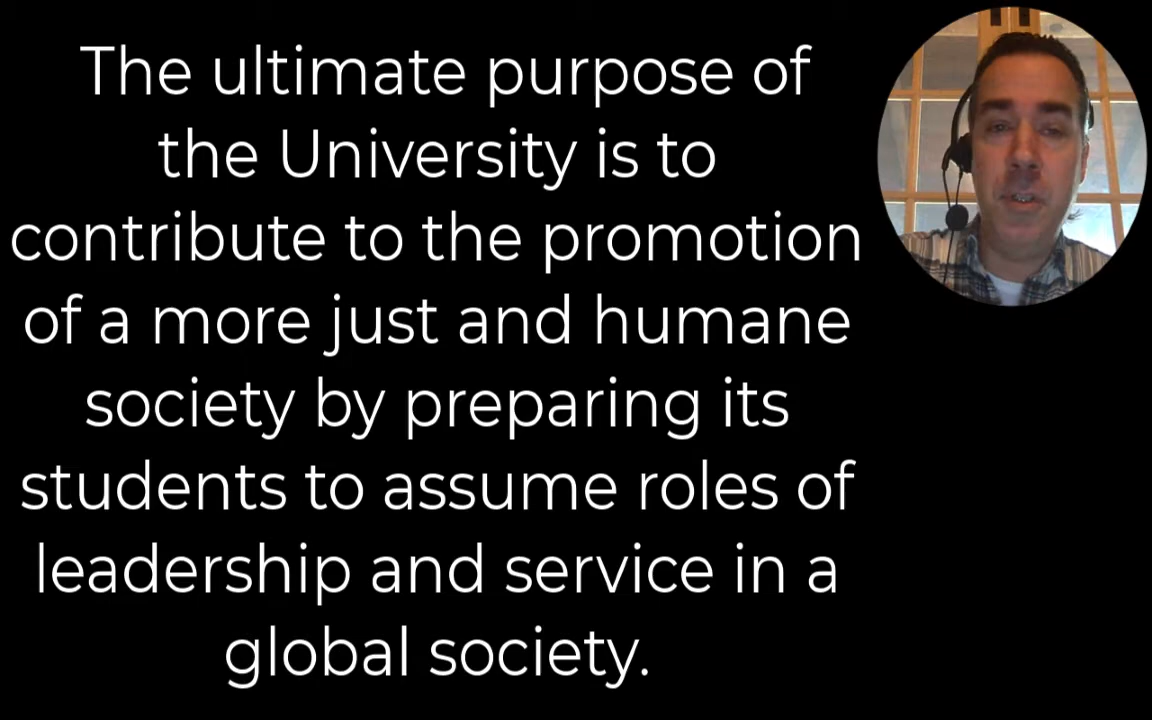 The ultimate purpose of
the University is to
contribute to the promotion
of a more just and humane
society by preparing its
students to assume roles of
leadership and service in a
global society.